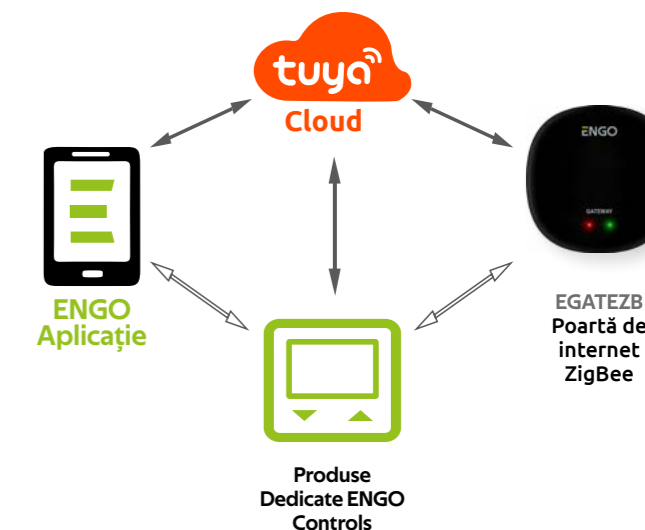 tuya
Cloud
ENGO
GATEWAY
ENGO
Aplicație
EGATEZB
Poartă de
internet
ZigBee
Produse
Dedicate ENGO
Controls